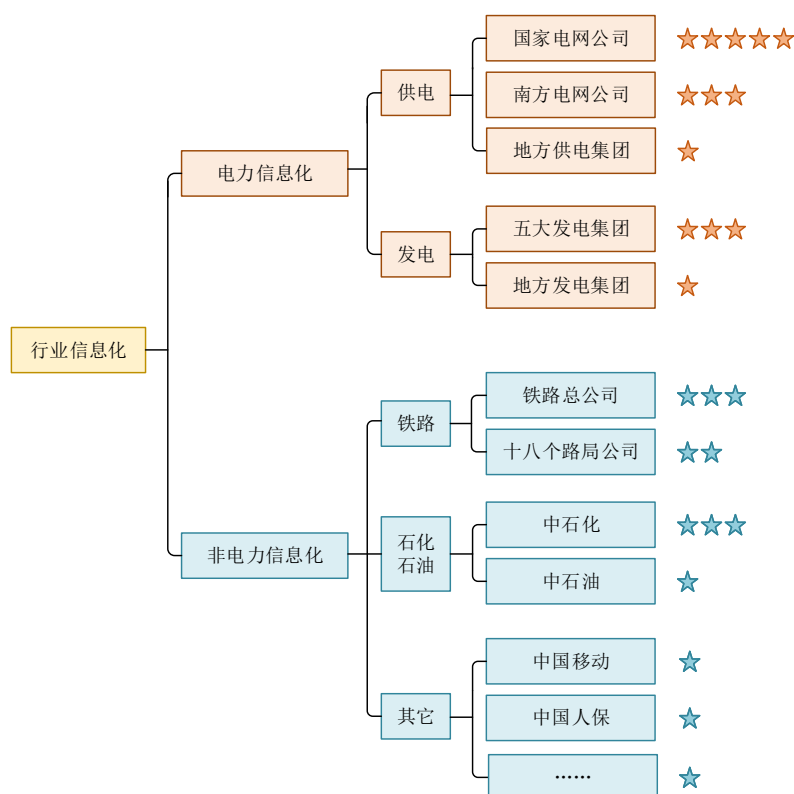 行业信息化
电力信息化
供电
国家电网公司
南方电网公司
地方供电集团
发电
五大发电集团
地方发电集团
非电力信息化
铁路
铁路总公司
十八个路局公司
石化
石油
中石化
中石油
其它
中国移动
中国人保
……